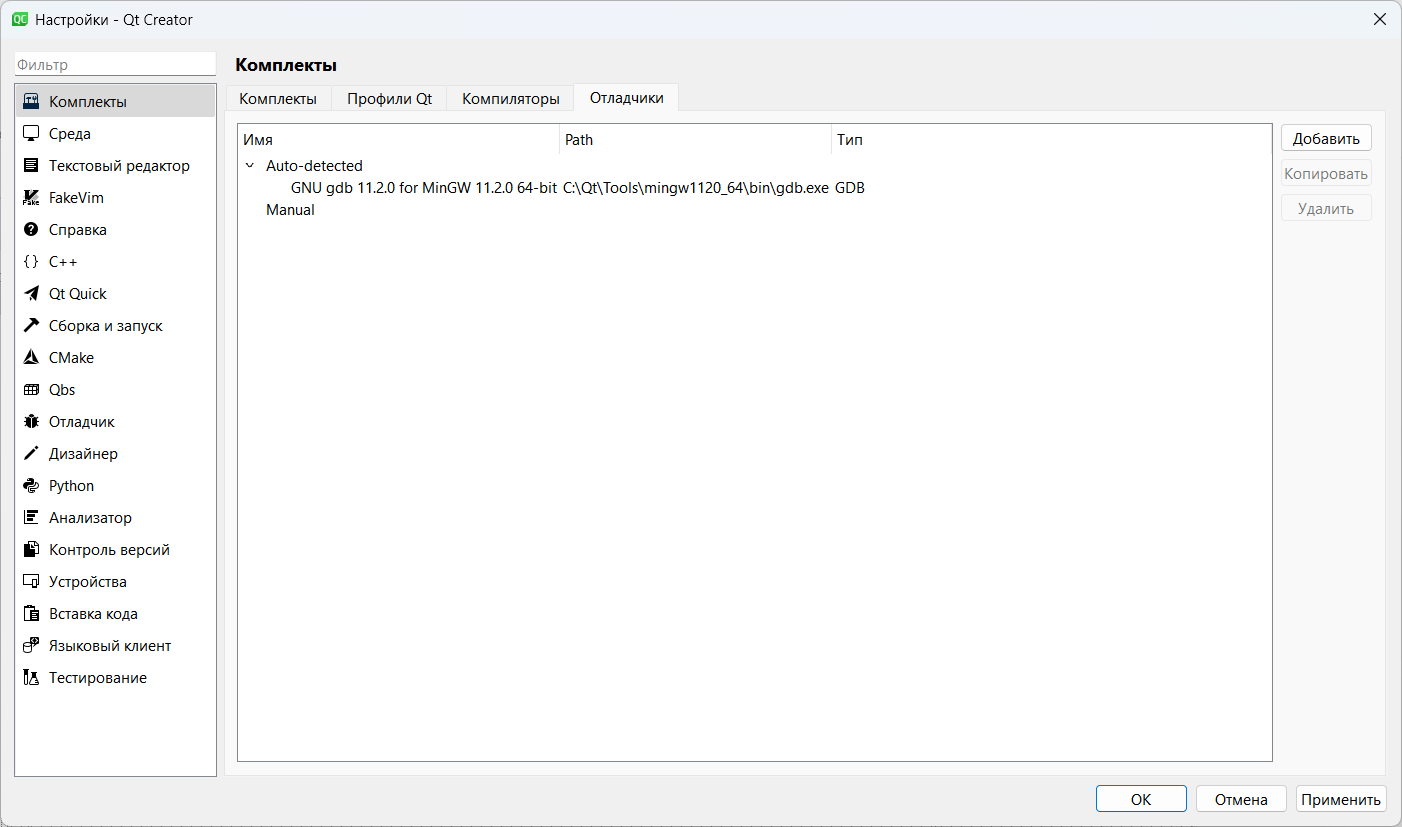 QC Настройки - Qt Creator
Фильтр
Комплекты
Среда
Текстовый редактор
FakeVim
Справка
C++
Qt Quick
Сборка и запуск
CMake
Qbs
Отладчик
Дизайнер
Python
Анализатор
Контроль версий
Устройства
Вставка кода
Языковый клиент
Тестирование
Комплекты
Комплекты Профили Qt Компиляторы Отладчики
Имя Path Тип
Auto-detected
GNU gdb 11.2.0 for MinGW 11.2.0 64-bit C:\Qt\Tools\mingw1120_64\bin\gdb.exe GDB
Manual
Добавить
Копировать
Удалить
OK Отмена Применить